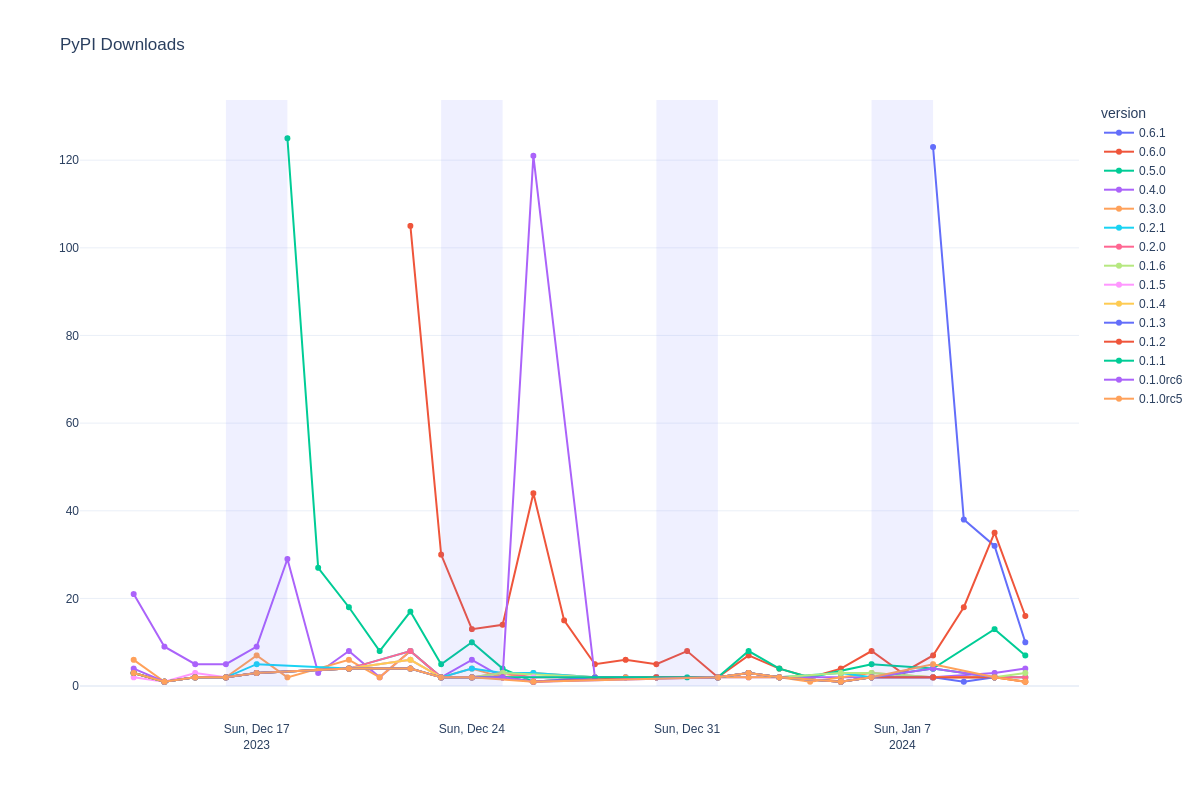 PyPI Downloads
version
0.6.1
0.6.0
0.5.0
0.4.0
0.3.0
0.2.1
0.2.0
0.1.6
0.1.5
0.1.4
0.1.3
0.1.2
0.1.1
0.1.0rc6
0.1.0rc5
120
100
80
60
40
20
0
Sun, Dec 17
2023
Sun, Dec 24
Sun, Dec 31
Sun, Jan 7
2024